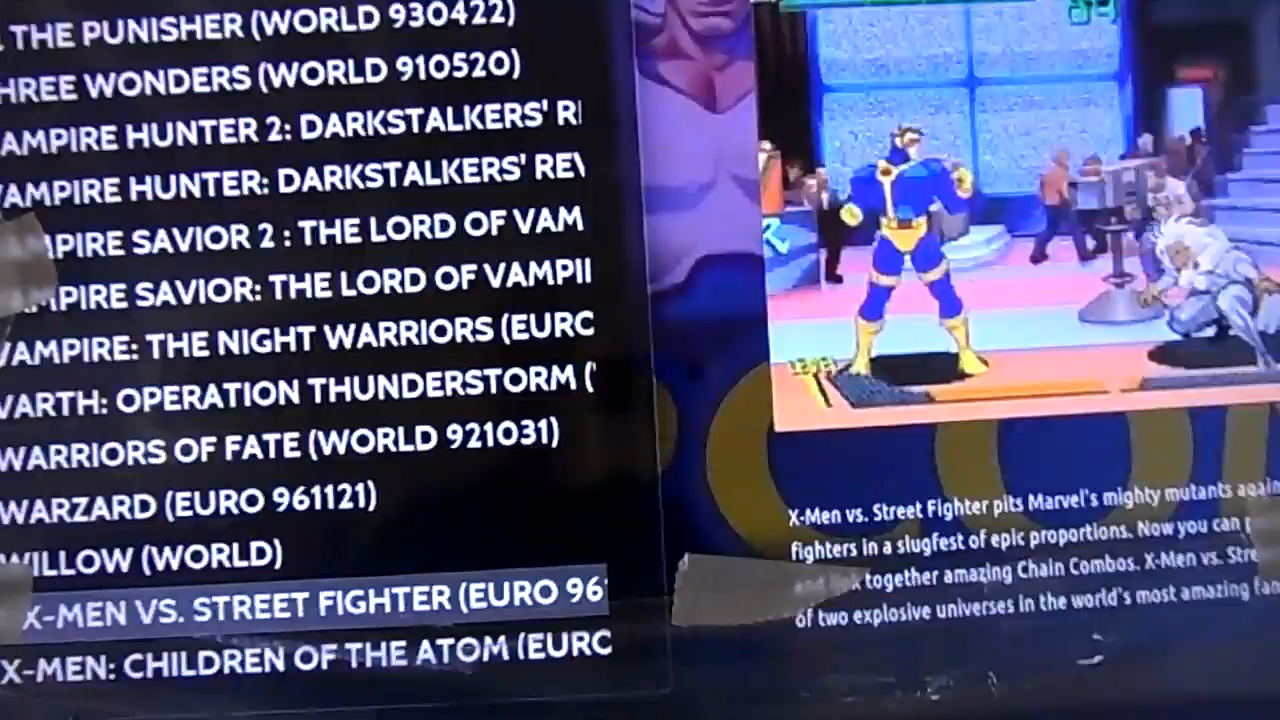 THE PUNISHER (WORLD 930422)
HREE WONDERS (WORLD 910520)
AMPIRE HUNTER 2: DARKSTALKERS' R
VAMPIRE HUNTER: DARKSTALKERS' REV
MPIRE SAVIOR 2 : THE LORD OF VAM
MPIRE SAVIOR: THE LORD OF VAMPI
VAMPIRE: THE NIGHT WARRIORS (EURO
VARTH: OPERATION THUNDERSTORM (
WARRIORS OF FATE (WORLD 921031)
WARZARD (EURO 961121)
WILLOW (WORLD)
X-MEN VS. STREET FIGHTER (EURO 96
X-MEN: CHILDREN OF THE ATOM (EURO
LEVEL
X-Men vs. Street Fighter pits Marvel's mighty mutants again
fighters in a slugfest of epic proportions. Now you can
together amazing Chain Combos. X-Men vs. Stre
of two explosive universes in the world's most amazing